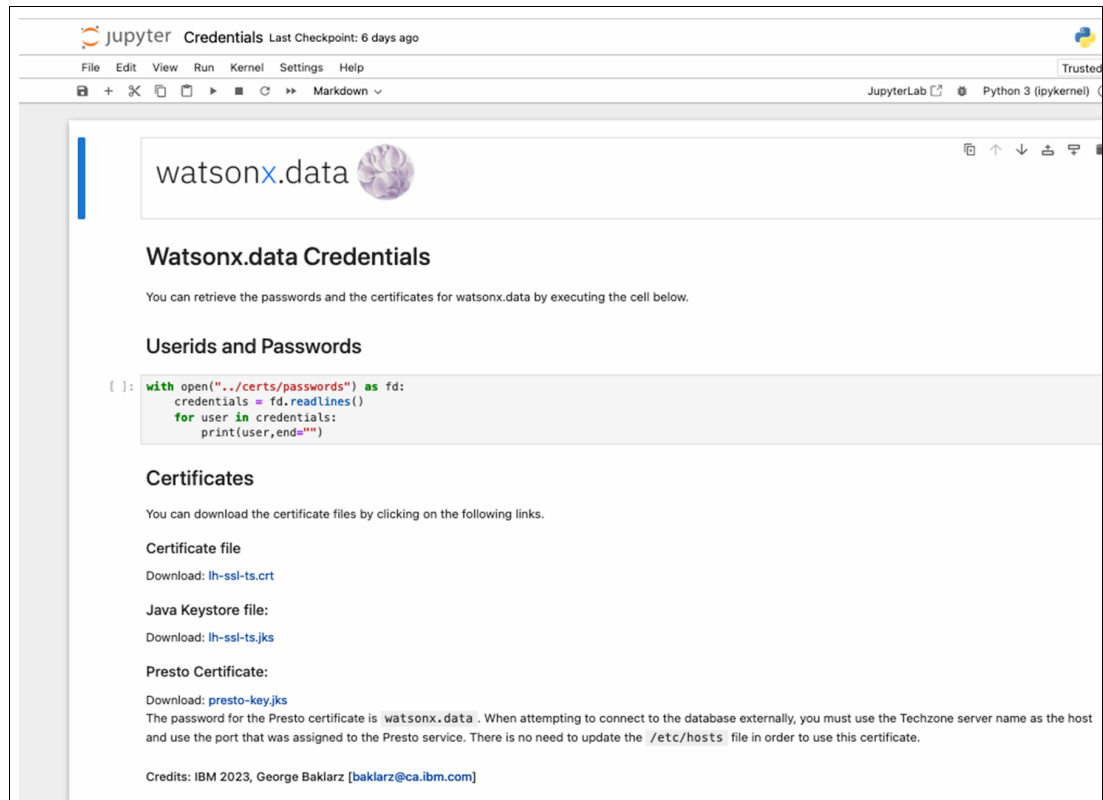 jupyter Credentials Last Checkpoint: 6 days ago
File Edit View Run Kernel Settings Help
Trusted
Markdown
JupyterLab
Python 3 (ipykernel)
watsonx.data
Watsonx.data Credentials
You can retrieve the passwords and the certificates for watsonx.data by executing the cell below.
Userids and Passwords
[ ]: with open("../certs/passwords") as fd:
    credentials = fd.readlines()
    for user in credentials:
        print(user,end="")
Certificates
You can download the certificate files by clicking on the following links.
Certificate file
Download: lh-ssl-ts.crt
Java Keystore file:
Download: lh-ssl-ts.jks
Presto Certificate:
Download: presto-key.jks
The password for the Presto certificate is watsonx.data . When attempting to connect to the database externally, you must use the Techzone server name as the host
and use the port that was assigned to the Presto service. There is no need to update the /etc/hosts file in order to use this certificate.
Credits: IBM 2023, George Baklarz [baklarz@ca.ibm.com]